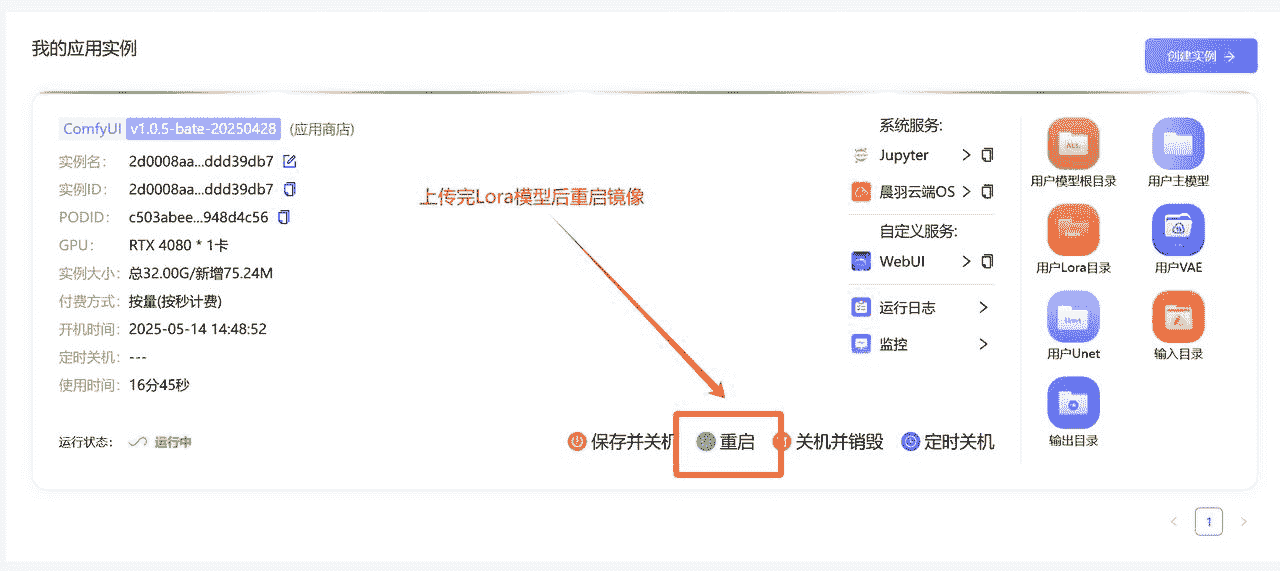 我的应用实例
创建实例
ComfyUI v1.0.5-bate-20250428 (应用商店)
实例名: 2d0008aa...ddd39db7
实例ID: 2d0008aa...ddd39db7
PODID: c503abee...948d4c56
GPU: RTX 4080 * 1卡
实例大小: 总32.00G/新增75.24M
付费方式: 按量(按秒计费)
开机时间: 2025-05-14 14:48:52
定时关机: ---
使用时间: 16分45秒
运行状态: 运行中
上传完Lora模型后重启镜像
保存并关机 重启 关机并销毁 定时关机
系统服务:
Jupyter
晨羽云端OS
自定义服务:
WebUI
运行日志
监控
ALL
用户模型根目录 用户主模型
用户Lora目录 用户VAE
用户Unet 输入目录
输出目录
1